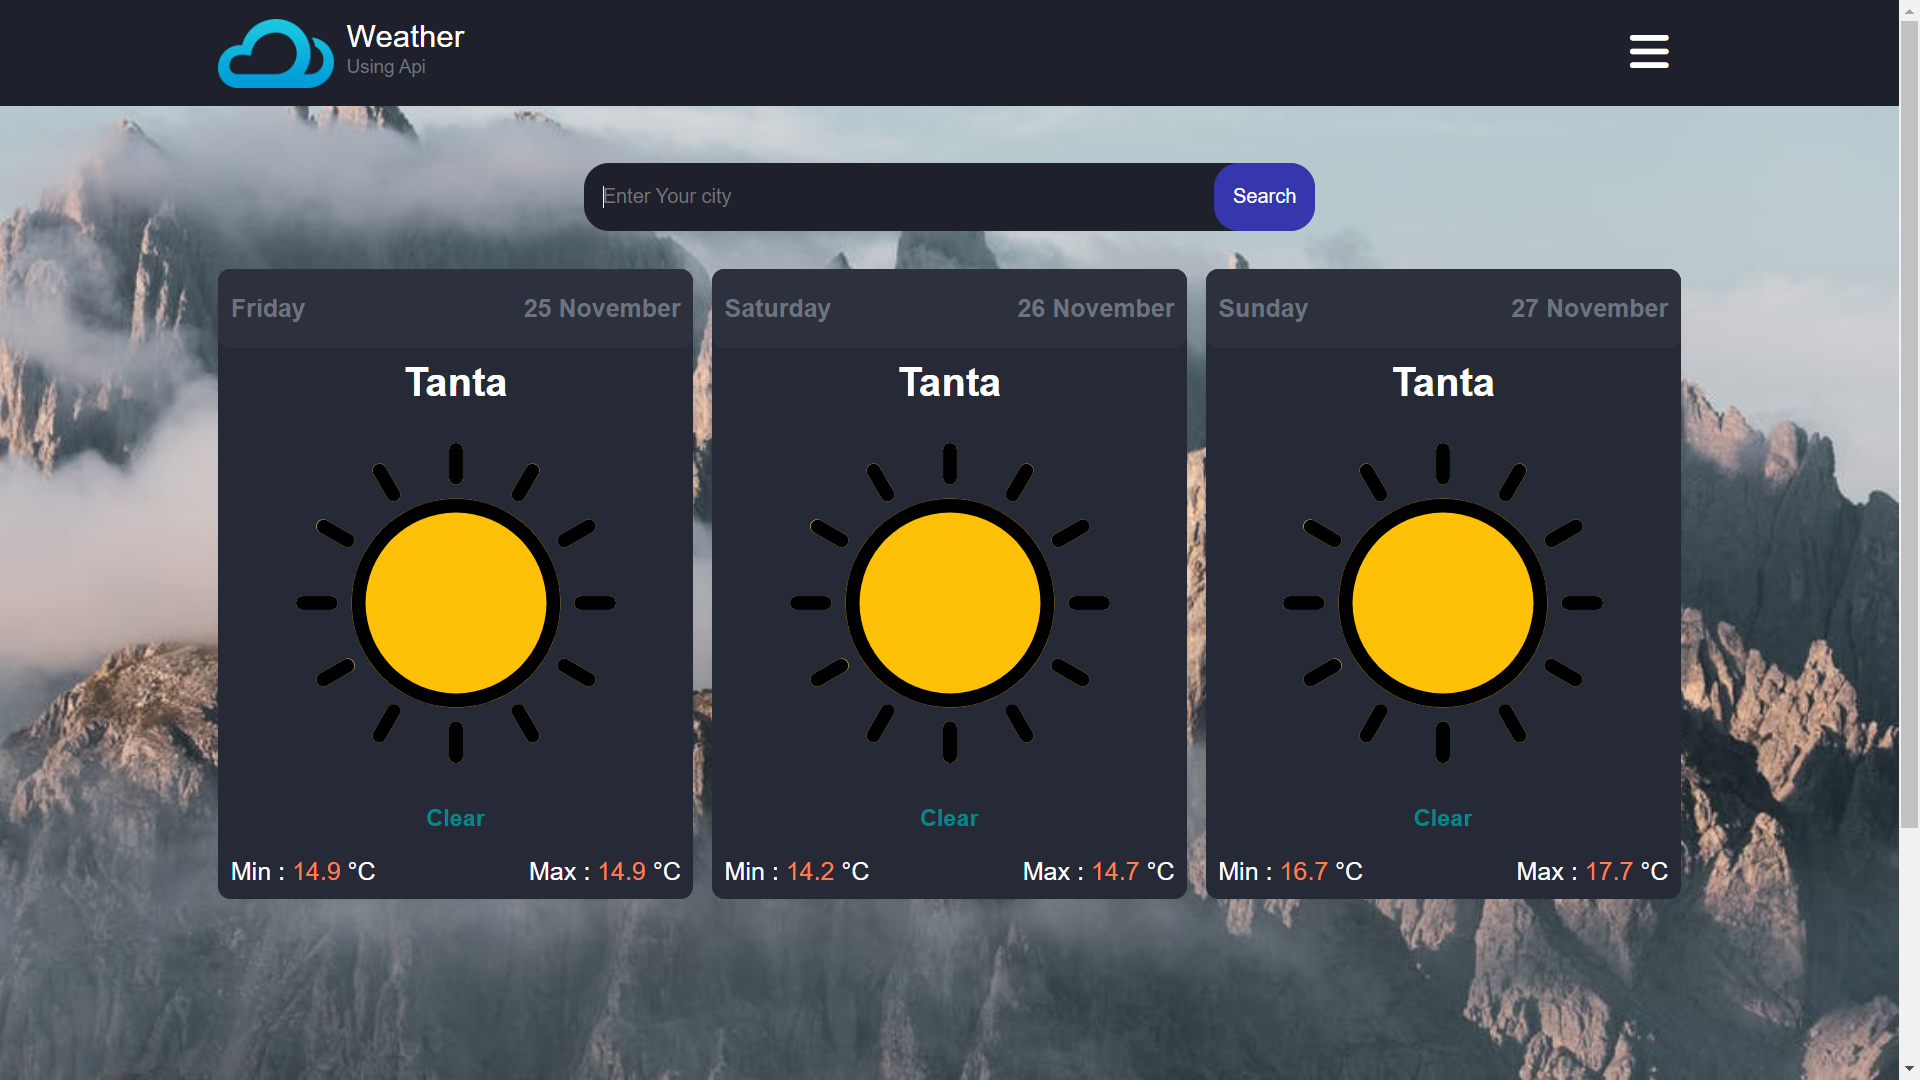 Weather
Using Api
Enter Your city
Search
Friday 25 November
Tanta
Clear
Min : 14.9 °C Max : 14.9 °C
Saturday 26 November
Tanta
Clear
Min : 14.2 °C Max : 14.7 °C
Sunday 27 November
Tanta
Clear
Min : 16.7 °C Max : 17.7 °C